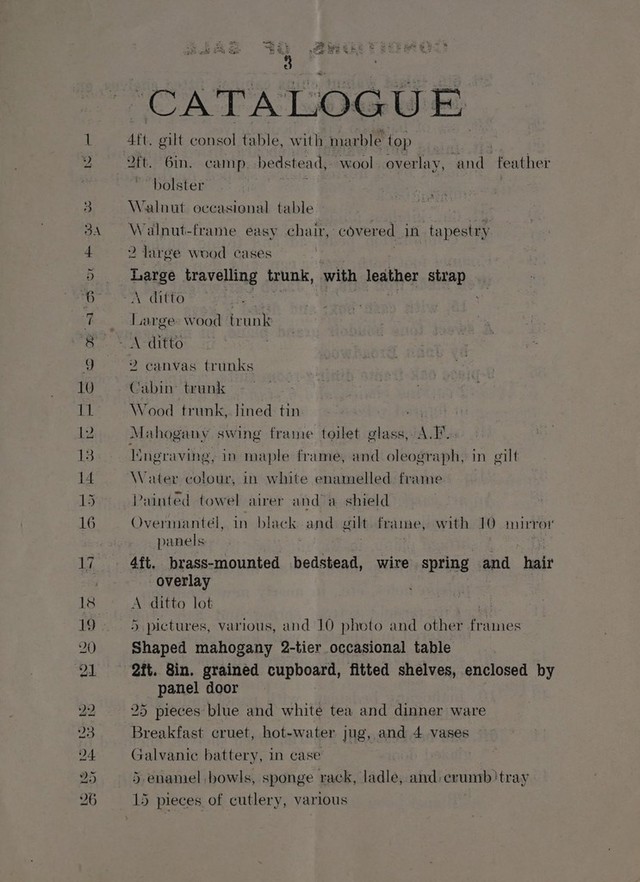 3
CATALOGUE
1 4ft. gilt consol table, with marble top
2 2ft. 6in. camp bedstead, wool overlay, and feather
bolster
3 Walnut occasional table
3A Walnut-frame easy chair, covered in tapestry
4 2 large wood cases
5 Large travelling trunk, with leather strap
6 A ditto
7 Large wood trunk
8 A ditto
9 2 canvas trunks
10 Cabin trunk
11 Wood trunk, lined tin
12 Mahogany swing frame toilet glass, A.F.
13 Engraving, in maple frame, and oleograph, in gilt
14 Water colour, in white enamelled frame
15 Painted towel airer and a shield
16 Overmantel, in black and gilt frame, with 10 mirror
panels
17 4ft. brass-mounted bedstead, wire spring and hair
overlay
18 A ditto lot
19 5 pictures, various, and 10 photo and other frames
20 Shaped mahogany 2-tier occasional table
21 2ft. 8in. grained cupboard, fitted shelves, enclosed by
panel door
22 25 pieces blue and white tea and dinner ware
23 Breakfast cruet, hot-water jug, and 4 vases
24 Galvanic battery, in case
25 5 enamel bowls, sponge rack, ladle, and crumb tray
26 15 pieces of cutlery, various